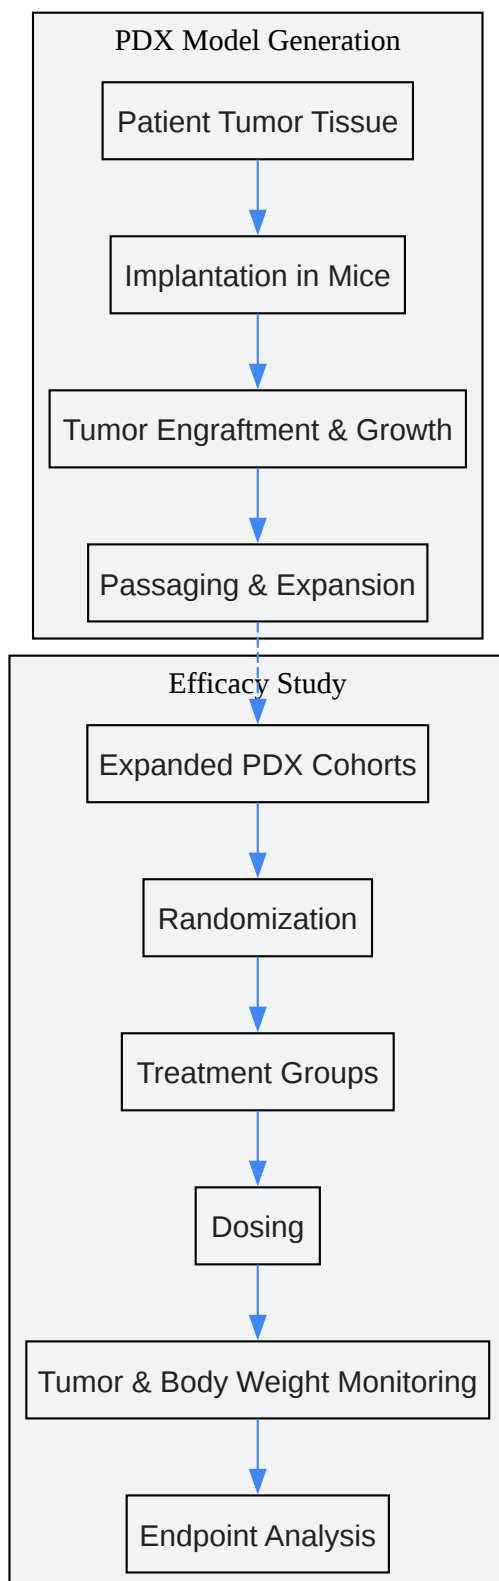 PDX Model Generation
Patient Tumor Tissue
Implantation in Mice
Tumor Engraftment & Growth
Passaging & Expansion
Efficacy Study
Expanded PDX Cohorts
Randomization
Treatment Groups
Dosing
Tumor & Body Weight Monitoring
Endpoint Analysis